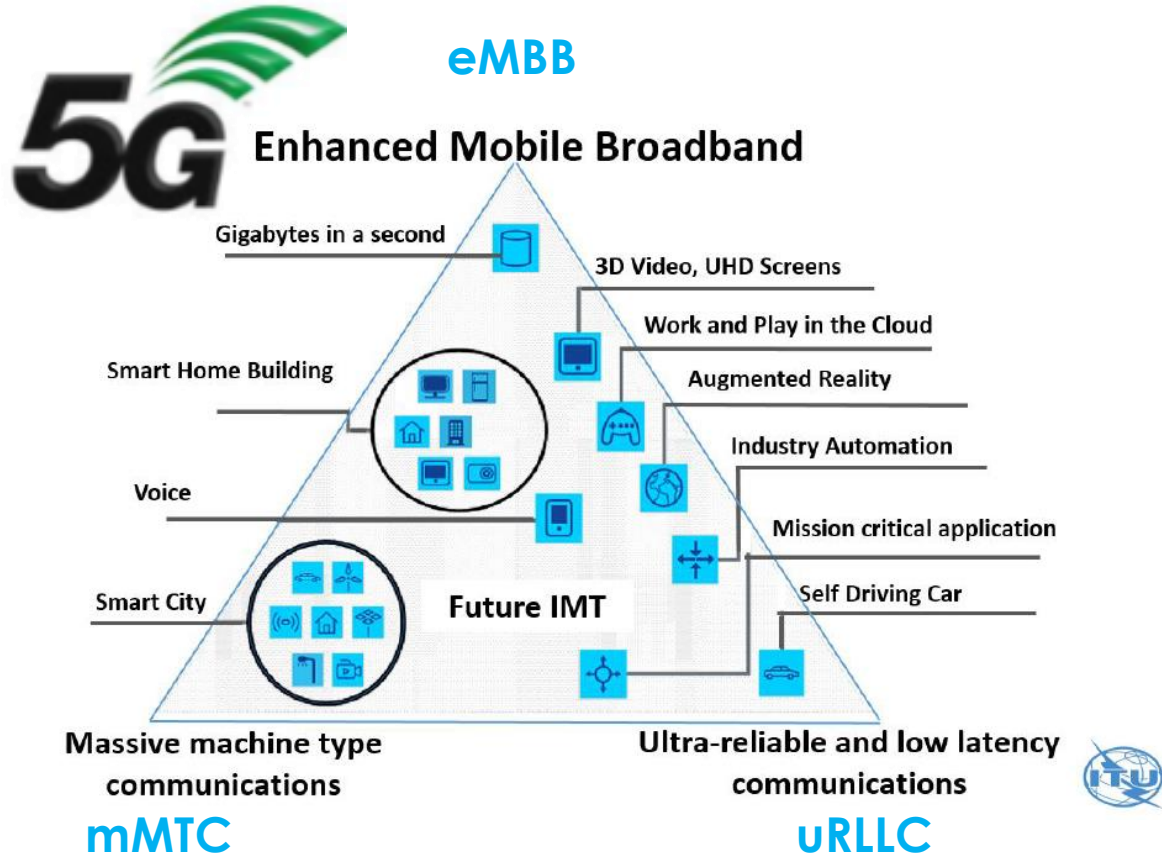 5G
eMBB
Enhanced Mobile Broadband
Gigabytes in a second
3D Video, UHD Screens
Work and Play in the Cloud
Smart Home Building
Augmented Reality
Industry Automation
Voice
Mission critical application
Smart City
Future IMT
Self Driving Car
Massive machine type
communications
Ultra-reliable and low latency
communications
ITU
mMTC
uRLLC